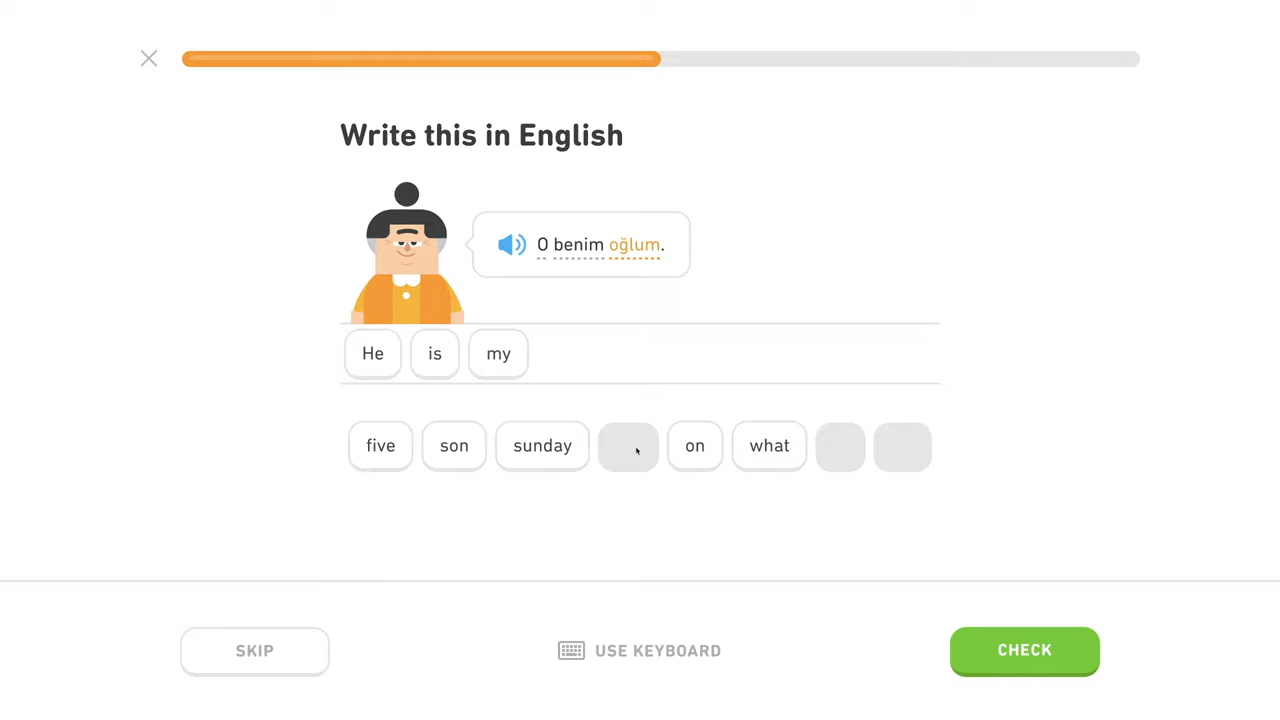 Write this in English
O benim oğlum.
He is my
five son sunday on what
SKIP USE KEYBOARD CHECK